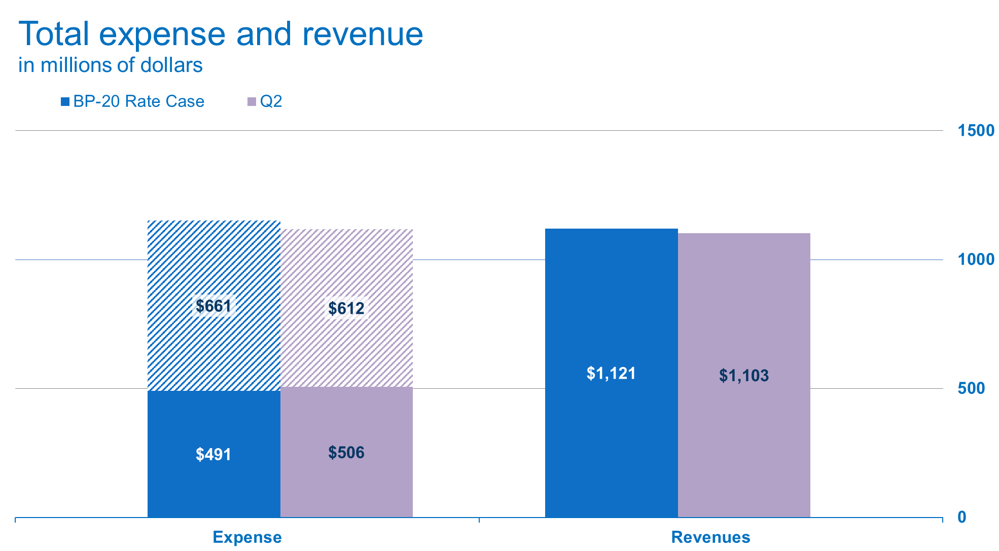 Total expense and revenue
in millions of dollars
BP-20 Rate Case Q2
1500
1000
$661 $612
$1,121 $1,103
500
$491 $506
0
Expense Revenues